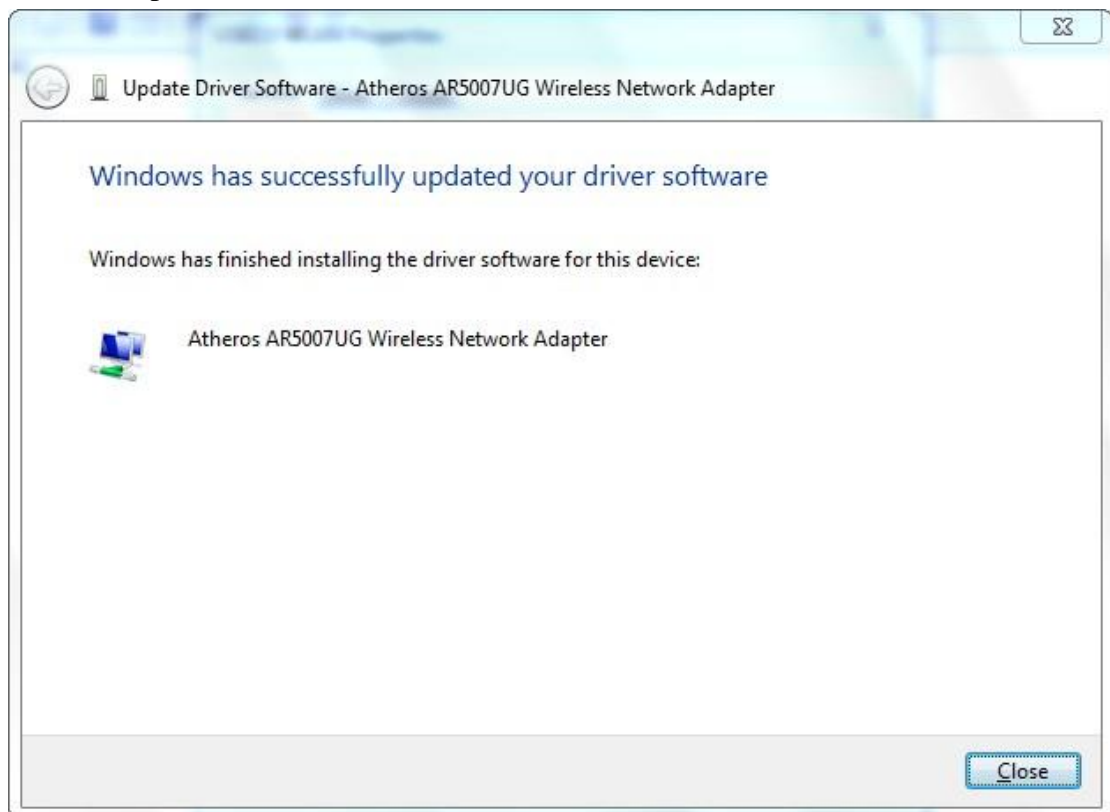 Update Driver Software - Atheros AR5007UG Wireless Network Adapter
Windows has successfully updated your driver software
Windows has finished installing the driver software for this device:
Atheros AR5007UG Wireless Network Adapter
Close